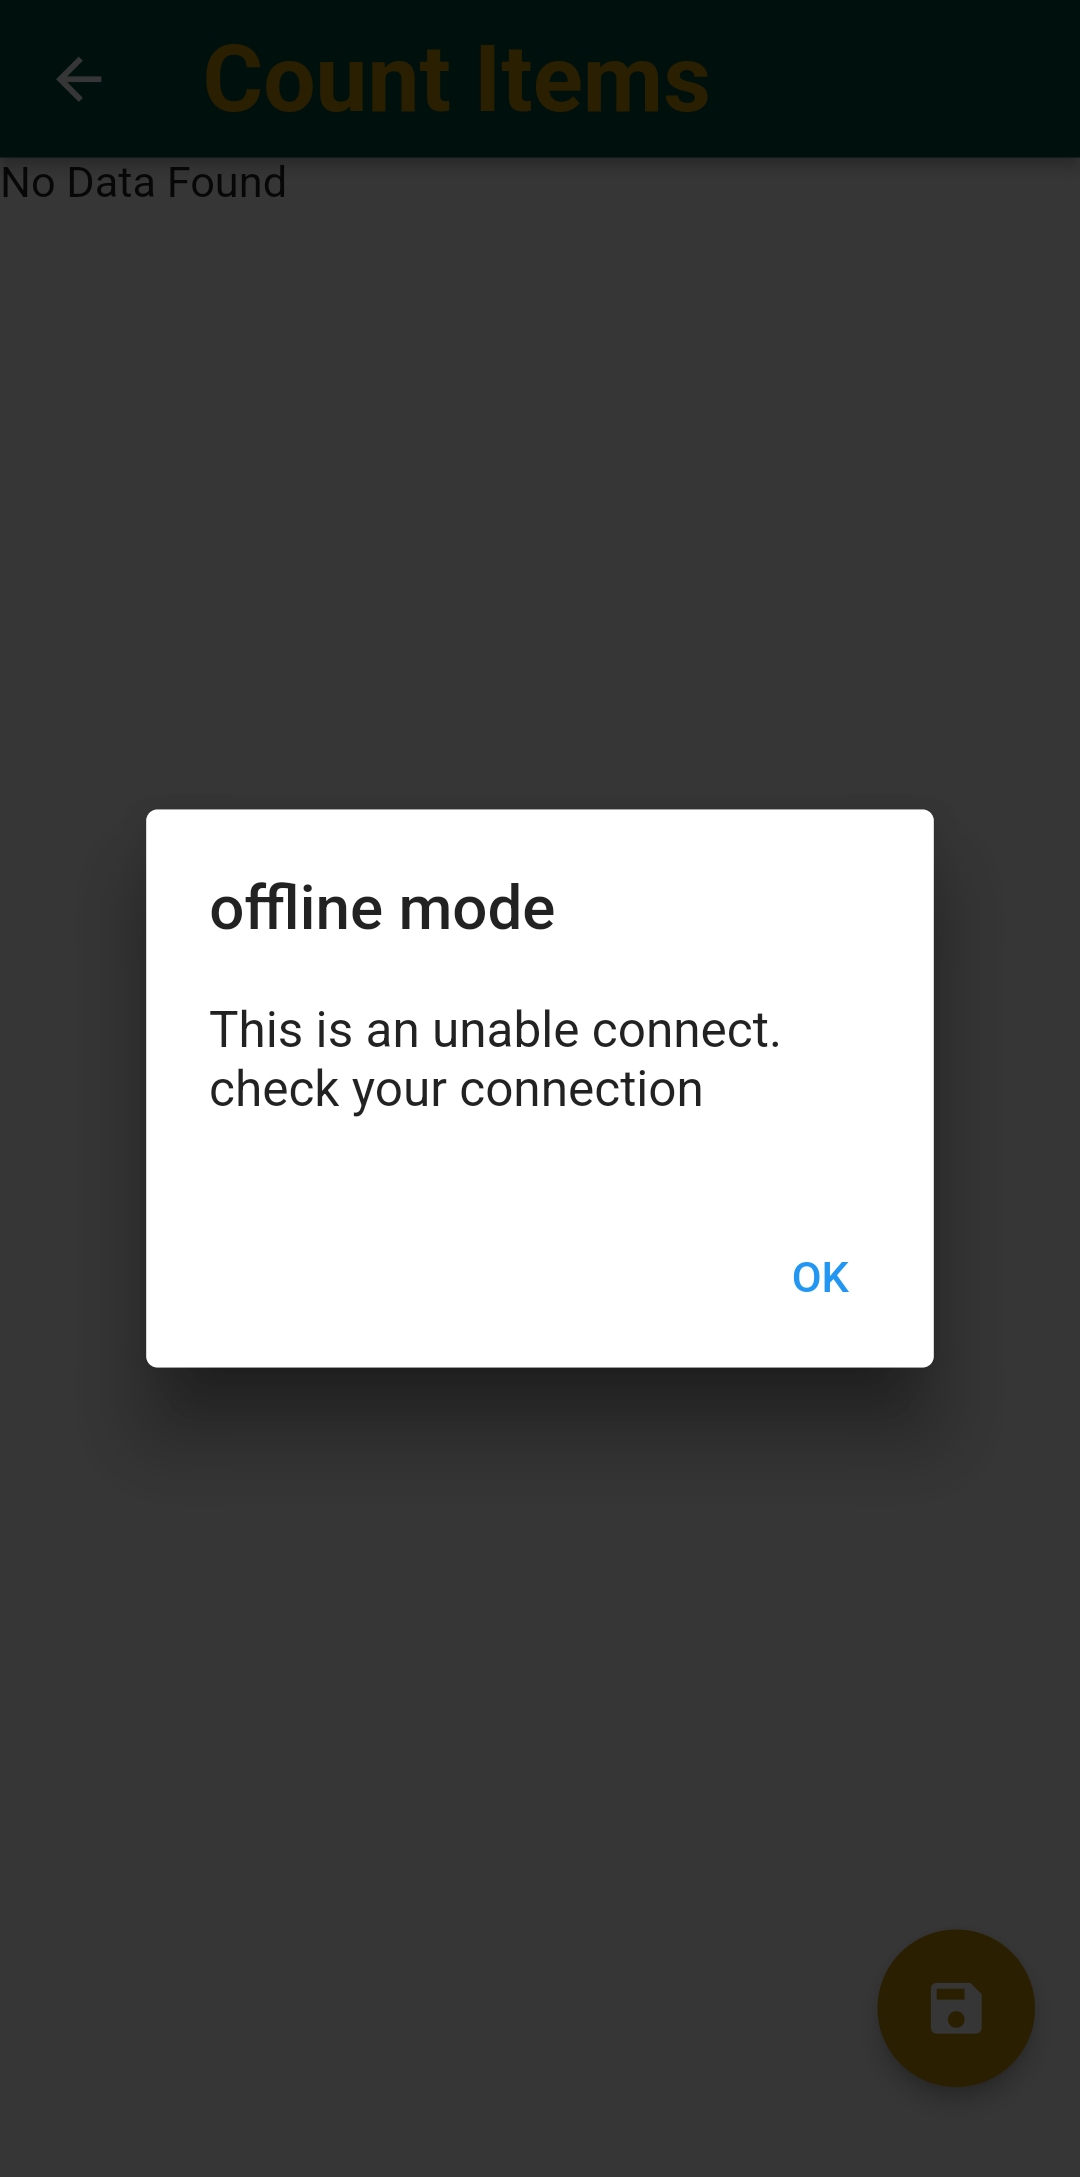 Count Items
No Data Found
offline mode
This is an unable connect.
check your connection
OK